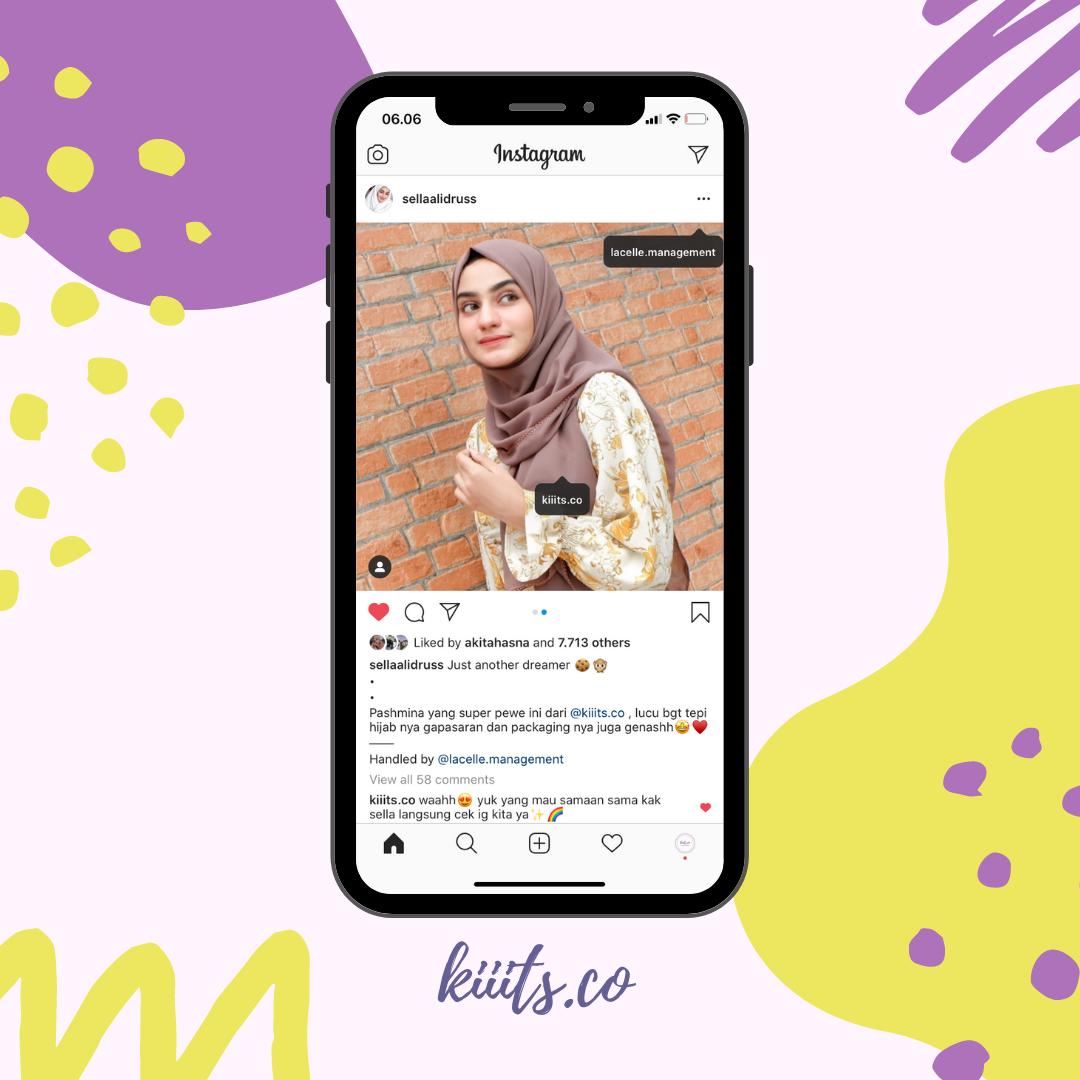 06.06
Instagram
sellaalidruss
lacelle.management
kiiits.co
Liked by akitahasna and 7.713 others
sellaalidruss Just another dreamer 🍪🙊
•
•
Pashmina yang super pewe ini dari @kiiits.co , lucu bgt tepi
hijab nya gapasaran dan packaging nya juga genashh🤩♥️
——
Handled by @lacelle.management
View all 58 comments
kiiits.co waahh😍 yuk yang mau samaan sama kak
sella langsung cek ig kita ya✨🌈
kiiits.co